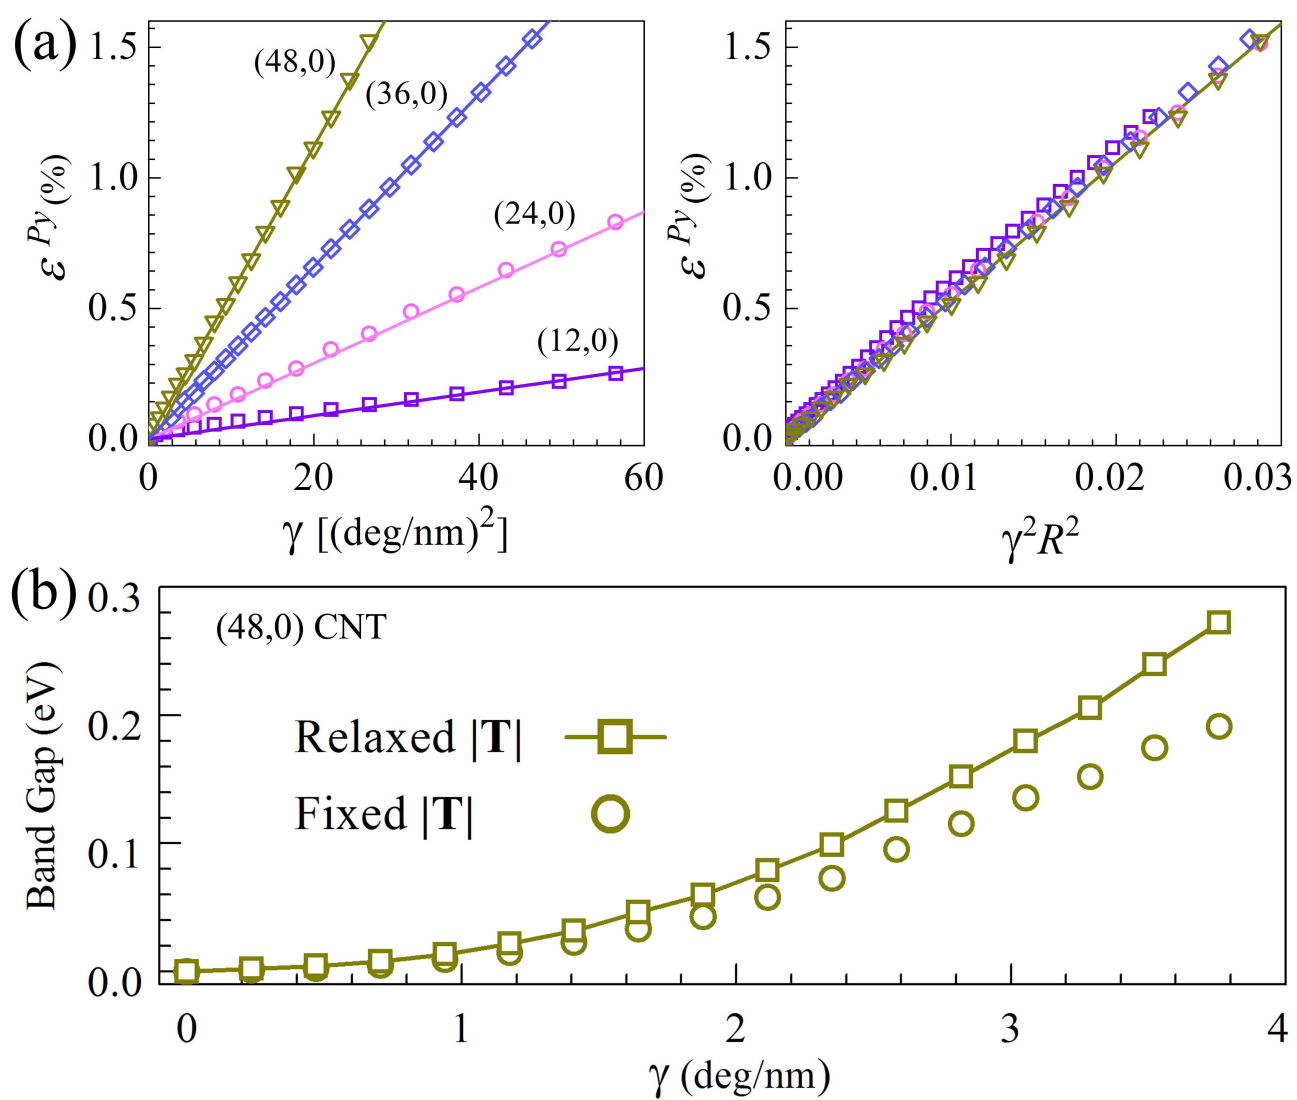 (a)
1.5
1.0
0.5
0.0
ε Py (%)
(48,0)
(36,0)
(24,0)
(12,0)
0 20 40 60
γ [(deg/nm)²]
1.5
1.0
0.5
0.0
ε Py (%)
0.00 0.01 0.02 0.03
γ²R²
(b)
0.3
0.2
0.1
0.0
Band Gap (eV)
(48,0) CNT
Relaxed |T|
Fixed |T|
0 1 2 3 4
γ (deg/nm)